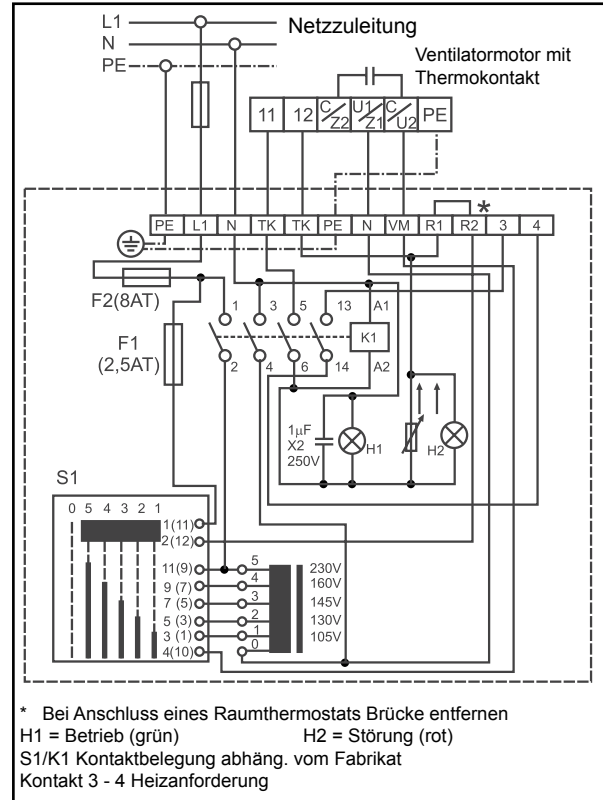 L1
Netzzuleitung
N
PE
Ventilatormotor mit
Thermokontakt
11 12 C/Z2 U1/Z1 C/U2 PE
*
PE L1 N TK TK PE N VM R1 R2 3 4
F2(8AT)
1 3 5 13 A1
F1
(2,5AT)
K1
2 4 6 14 A2
1µF
X2
250V
H1
H2
S1
0 5 4 3 2 1
1(11)
2(12)
11(9) 5 230V
9 (7) 4 160V
7 (5) 3 145V
5 (3) 2 130V
3 (1) 1 105V
4(10) 0
* Bei Anschluss eines Raumthermostats Brücke entfernen
H1 = Betrieb (grün) H2 = Störung (rot)
S1/K1 Kontaktbelegung abhäng. vom Fabrikat
Kontakt 3 - 4 Heizanforderung